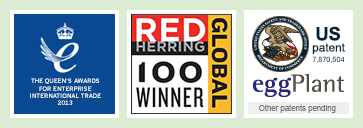 THE QUEEN'S AWARDS
FOR ENTERPRISE
INTERNATIONAL TRADE
2013
RED
HERRING
100
WINNER
GLOBAL
US
patent
7,870,504
eggPlant
Other patents pending